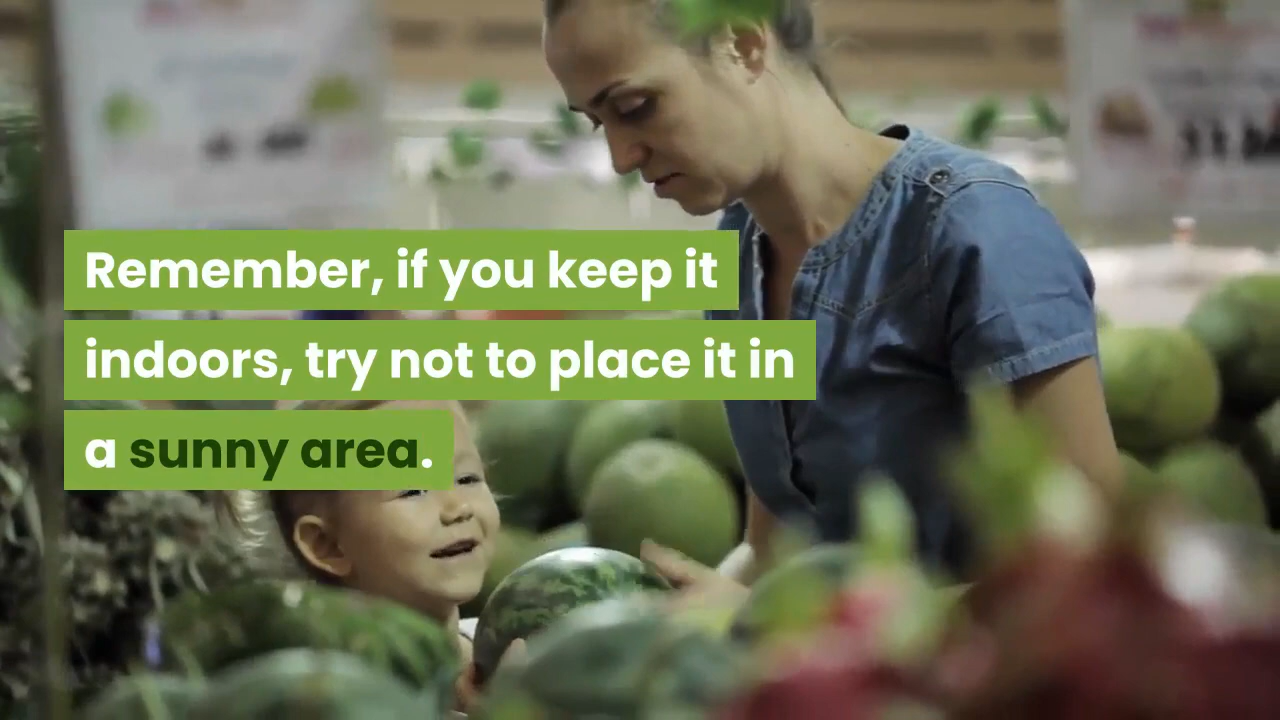 Remember, if you keep it
indoors, try not to place it in
a sunny area.